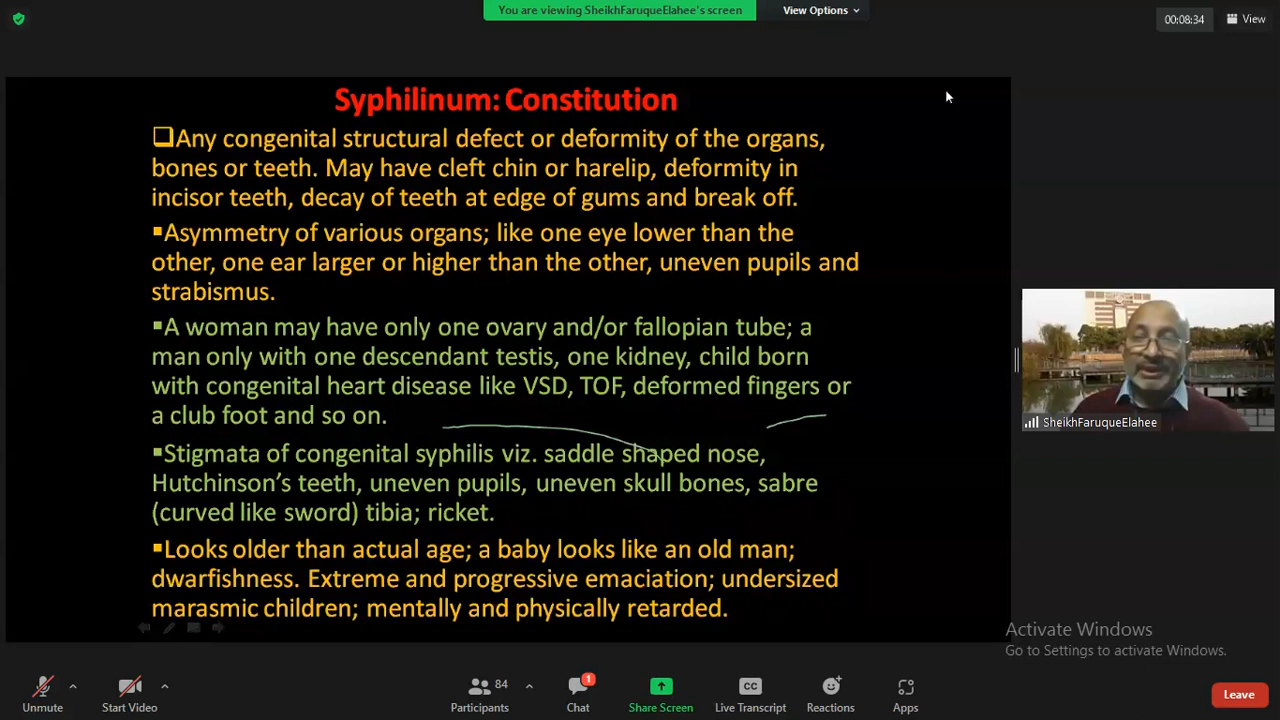 You are viewing SheikhFaruqueElahee's screen
View Options
00:08:34
View
Syphilinum: Constitution
❑Any congenital structural defect or deformity of the organs,
bones or teeth. May have cleft chin or harelip, deformity in
incisor teeth, decay of teeth at edge of gums and break off.
▪Asymmetry of various organs; like one eye lower than the
other, one ear larger or higher than the other, uneven pupils and
strabismus.
▪A woman may have only one ovary and/or fallopian tube; a
man only with one descendant testis, one kidney, child born
with congenital heart disease like VSD, TOF, deformed fingers or
a club foot and so on.
▪Stigmata of congenital syphilis viz. saddle shaped nose,
Hutchinson's teeth, uneven pupils, uneven skull bones, sabre
(curved like sword) tibia; ricket.
▪Looks older than actual age; a baby looks like an old man;
dwarfishness. Extreme and progressive emaciation; undersized
marasmic children; mentally and physically retarded.
SheikhFaruqueElahee
Activate Windows
Go to Settings to activate Windows.
Unmute
Start Video
84
Participants
1
Chat
Share Screen
CC
Live Transcript
Reactions
Apps
Leave